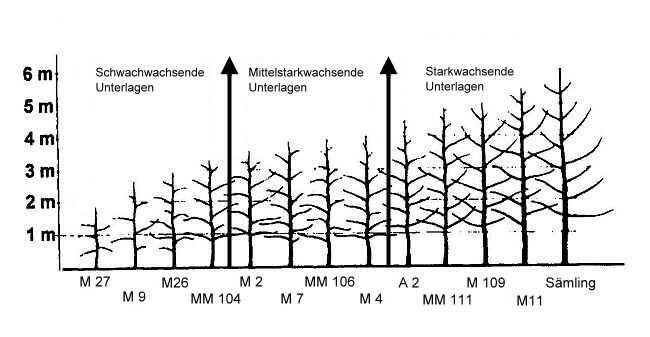 6 m
5 m
4 m
3 m
2 m
1 m
Schwachwachsende
Unterlagen
Mittelstarkwachsende
Unterlagen
Starkwachsende
Unterlagen
M 27
M 9
M26
MM 104
M 2
M 7
MM 106
M 4
A 2
MM 111
M 109
M11
Sämling